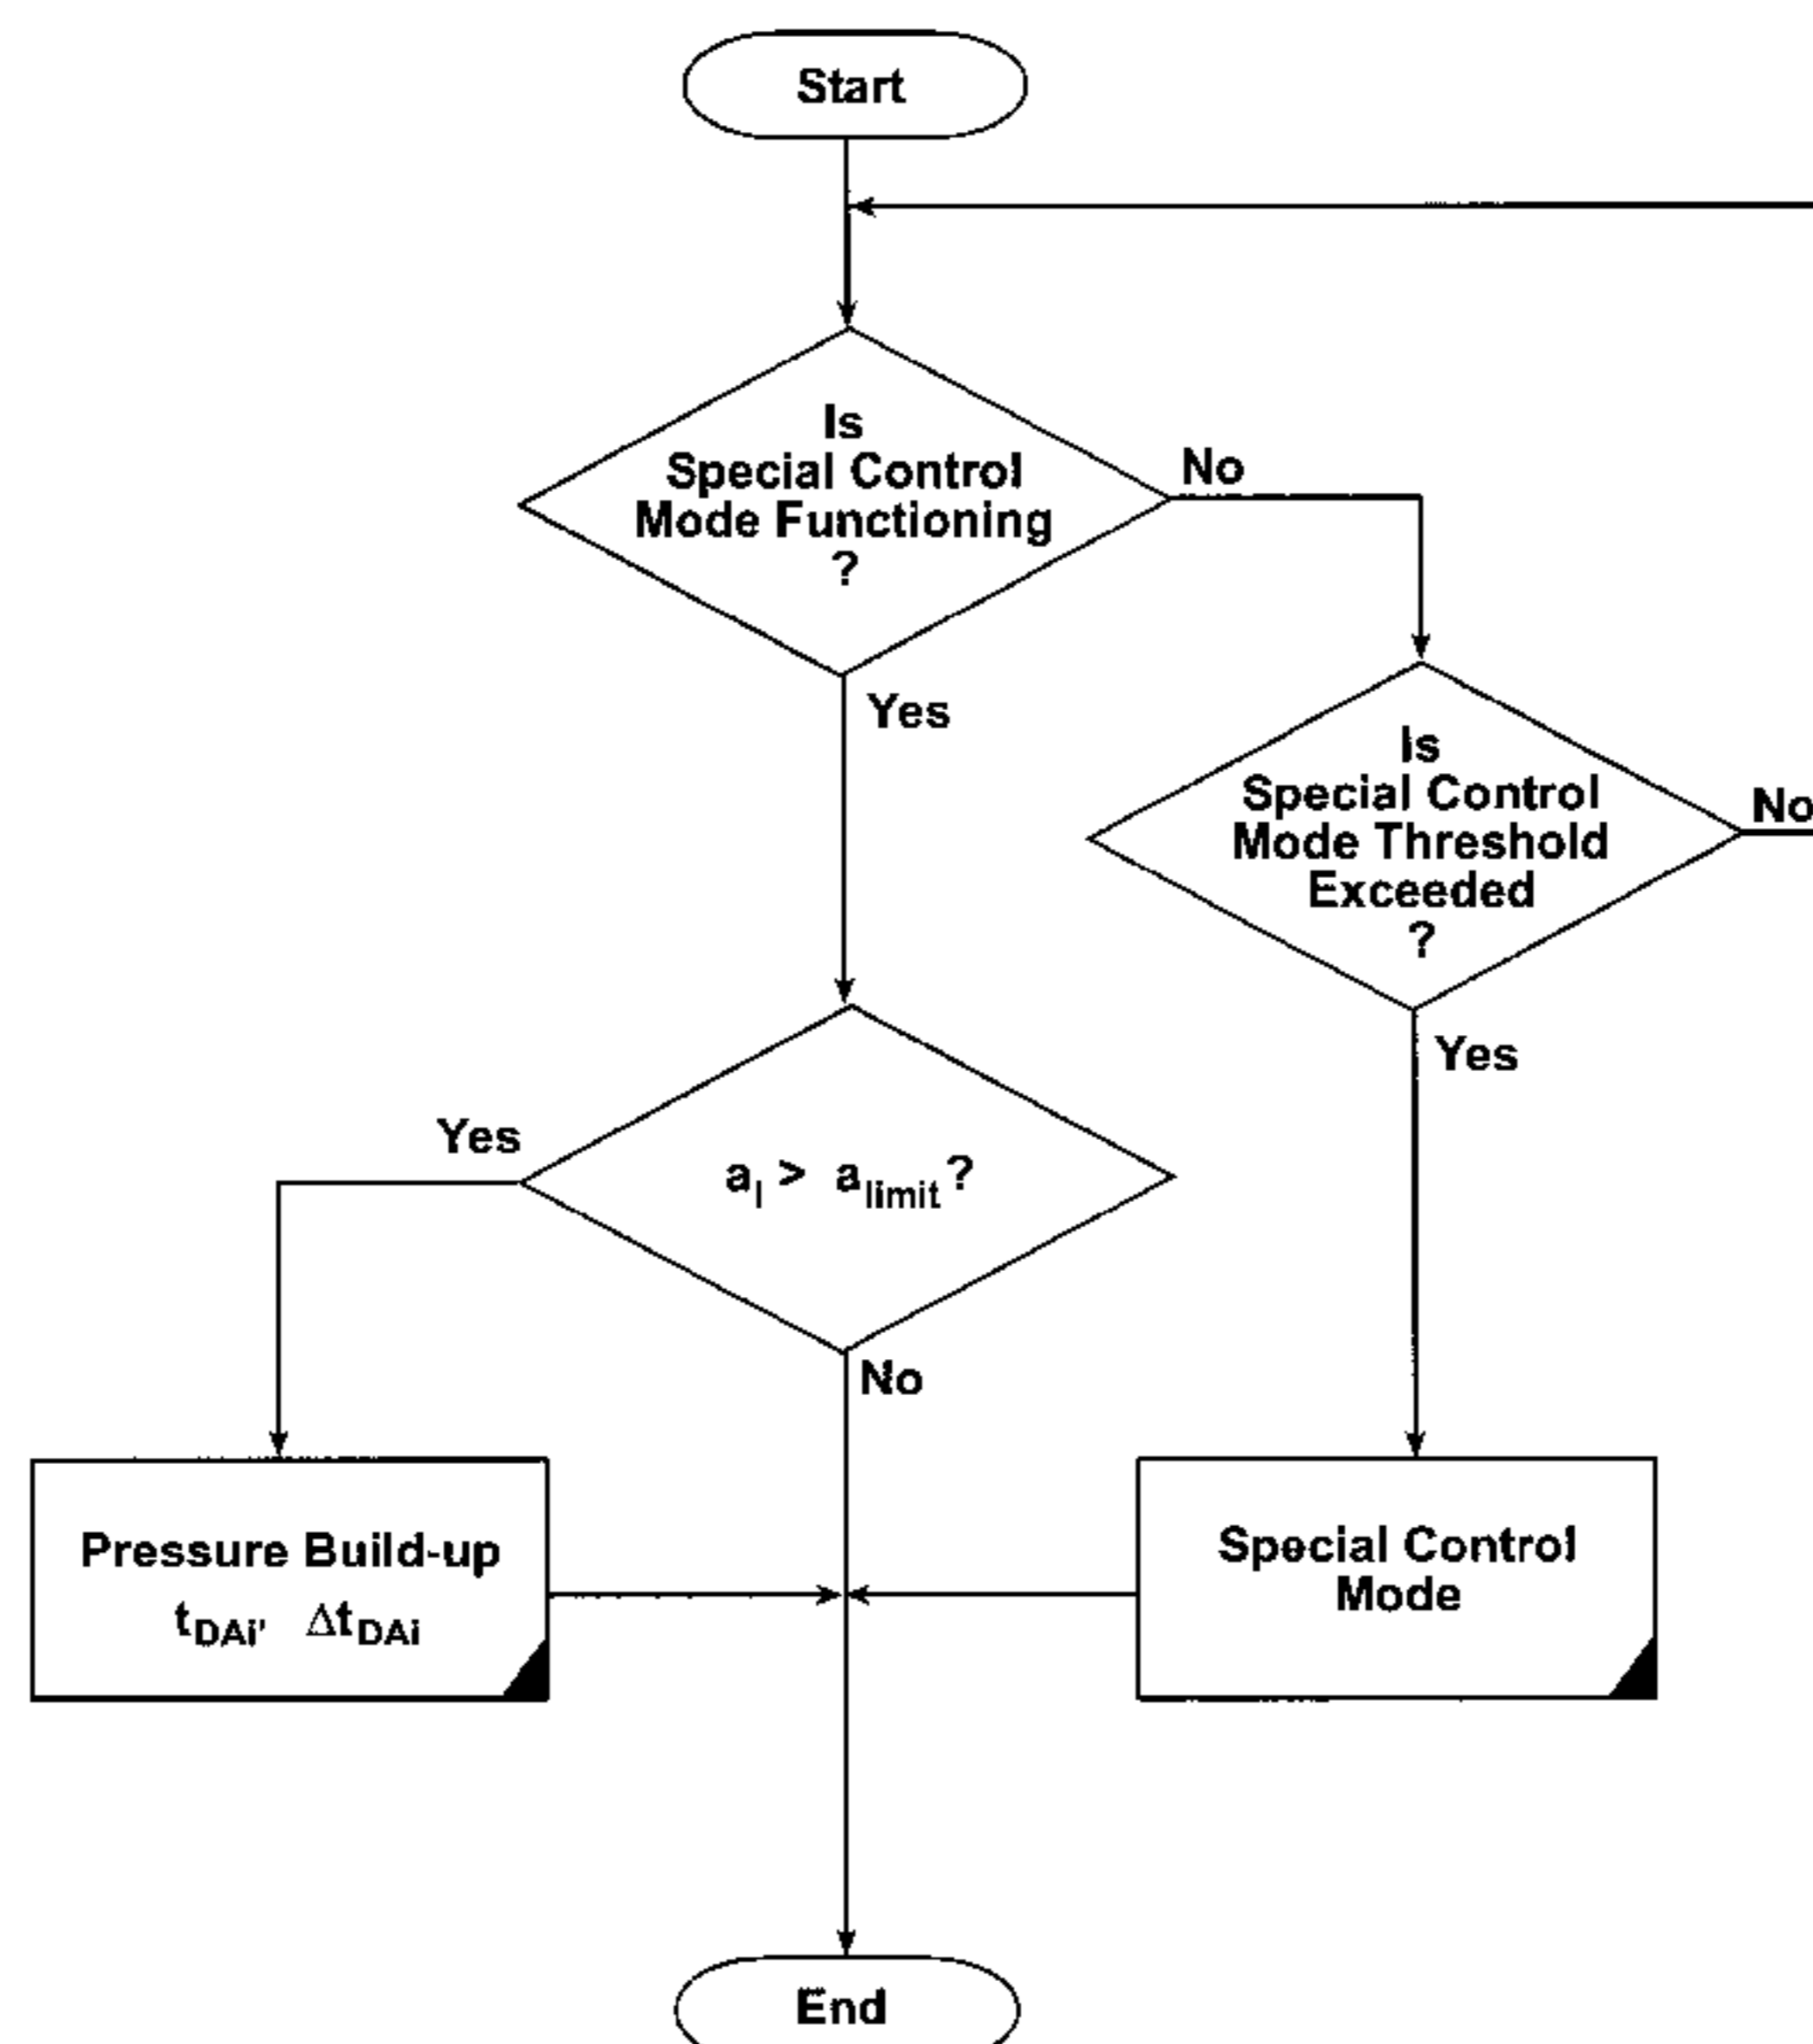 Start
Is
Special Control
Mode Functioning
?
No
Yes
Is
Special Control
Mode Threshold
Exceeded
?
No
Yes
Yes
a_l > a_limit?
No
Pressure Build-up
t_DAi, Δt_DAi
Special Control
Mode
End